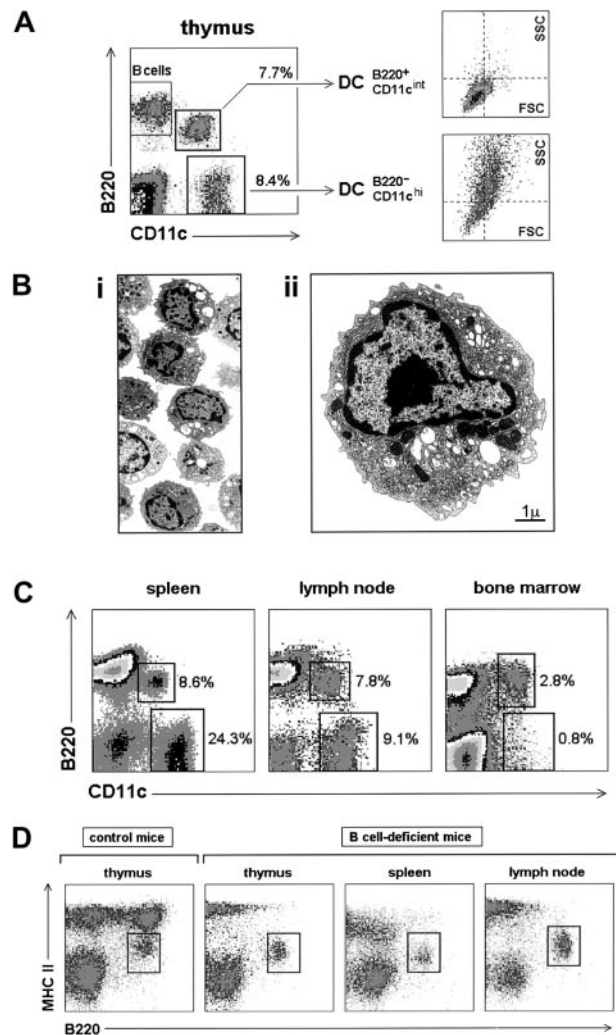 A
thymus
B cells
7.7%
DC B220+ CD11c int
SSC
FSC
8.4%
DC B220− CD11c hi
SSC
FSC
B220
CD11c
B
i
ii
1μ
C
spleen
lymph node
bone marrow
8.6%
7.8%
2.8%
24.3%
9.1%
0.8%
B220
CD11c
D
control mice
B cell-deficient mice
thymus
thymus
spleen
lymph node
MHC II
B220